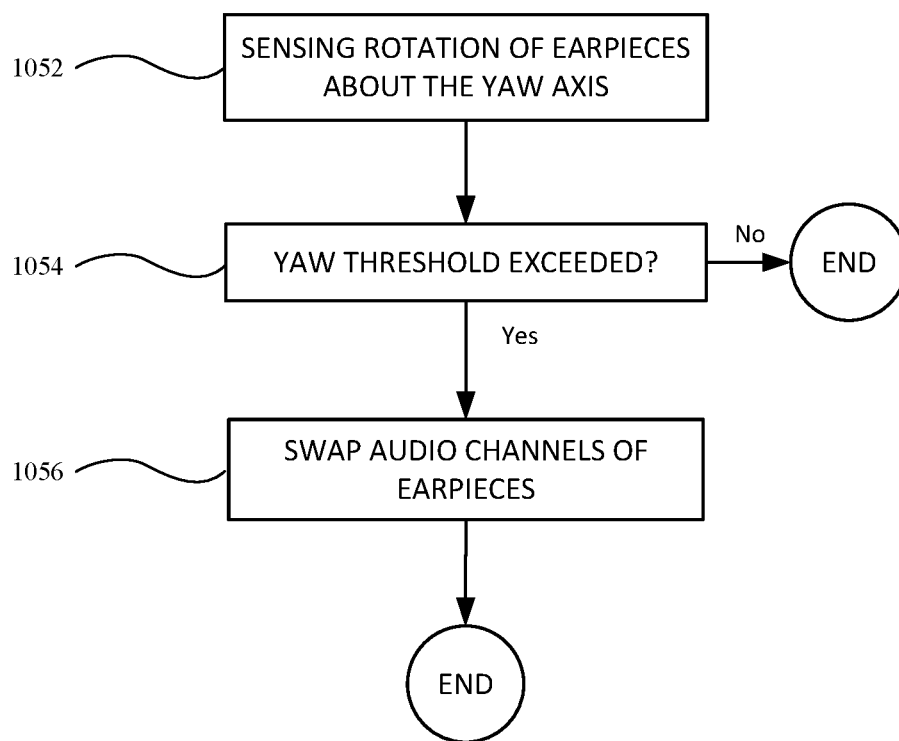 1052
SENSING ROTATION OF EARPIECES
ABOUT THE YAW AXIS
1054
YAW THRESHOLD EXCEEDED?
No
END
Yes
1056
SWAP AUDIO CHANNELS OF
EARPIECES
END